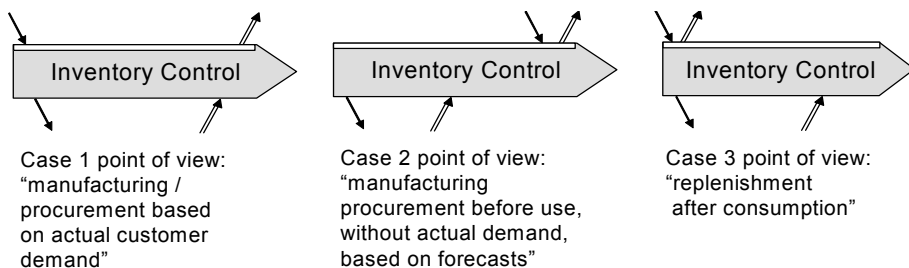 Inventory Control
Case 1 point of view:
“manufacturing /
procurement based
on actual customer
demand”
Inventory Control
Case 2 point of view:
“manufacturing
procurement before use,
without actual demand,
based on forecasts”
Inventory Control
Case 3 point of view:
“replenishment
after consumption”